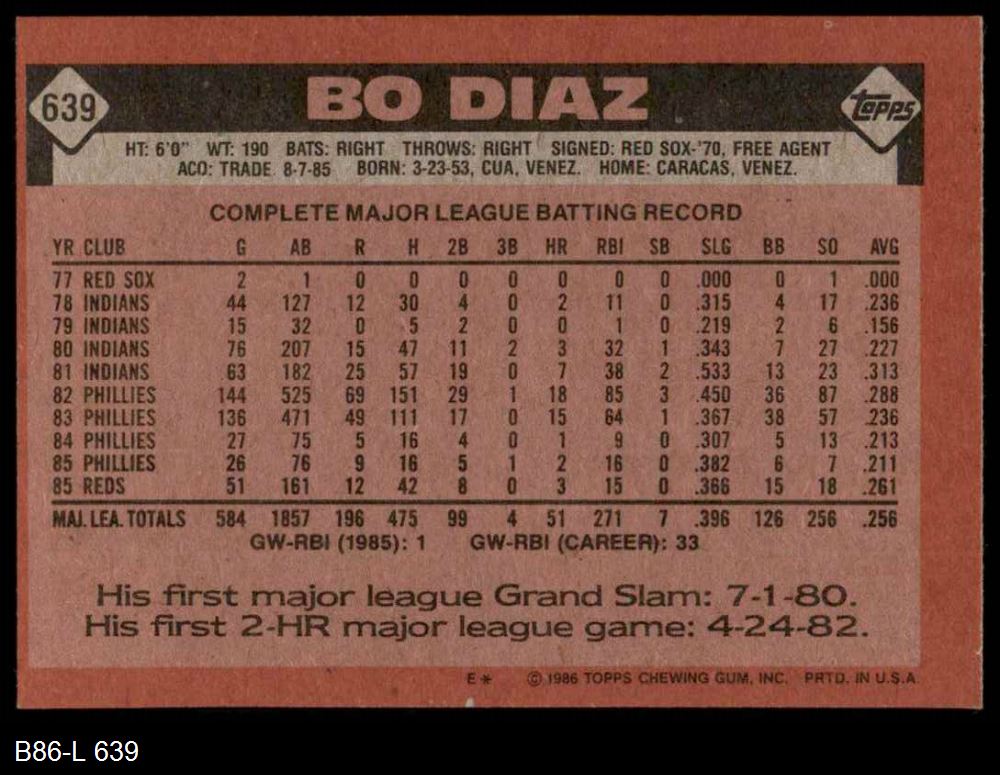 639
BO DIAZ
TOPPS
HT: 6'0" WT: 190 BATS: RIGHT THROWS: RIGHT SIGNED: RED SOX-'70, FREE AGENT
ACQ: TRADE 8-7-85 BORN: 3-23-53, CUA, VENEZ. HOME: CARACAS, VENEZ.
COMPLETE MAJOR LEAGUE BATTING RECORD
YR CLUB G AB R H 2B 3B HR RBI SB SLG BB SO AVG
77 RED SOX 2 1 0 0 0 0 0 0 0 .000 0 1 .000
78 INDIANS 44 127 12 30 4 0 2 11 0 .315 4 17 .236
79 INDIANS 15 32 0 5 2 0 0 1 0 .219 2 6 .156
80 INDIANS 76 207 15 47 11 2 3 32 1 .343 7 27 .227
81 INDIANS 63 182 25 57 19 0 7 38 2 .533 13 23 .313
82 PHILLIES 144 525 69 151 29 1 18 85 3 .450 36 87 .288
83 PHILLIES 136 471 49 111 17 0 15 64 1 .367 38 57 .236
84 PHILLIES 27 75 5 16 4 0 1 9 0 .307 5 13 .213
85 PHILLIES 26 76 9 16 5 1 2 16 0 .382 6 7 .211
85 REDS 51 161 12 42 8 0 3 15 0 .366 15 18 .261
MAJ. LEA. TOTALS 584 1857 196 475 99 4 51 271 7 .396 126 256 .256
GW-RBI (1985): 1 GW-RBI (CAREER): 33
His first major league Grand Slam: 7-1-80.
His first 2-HR major league game: 4-24-82.
E* © 1986 TOPPS CHEWING GUM, INC. PRTD. IN U.S.A.
B86-L 639